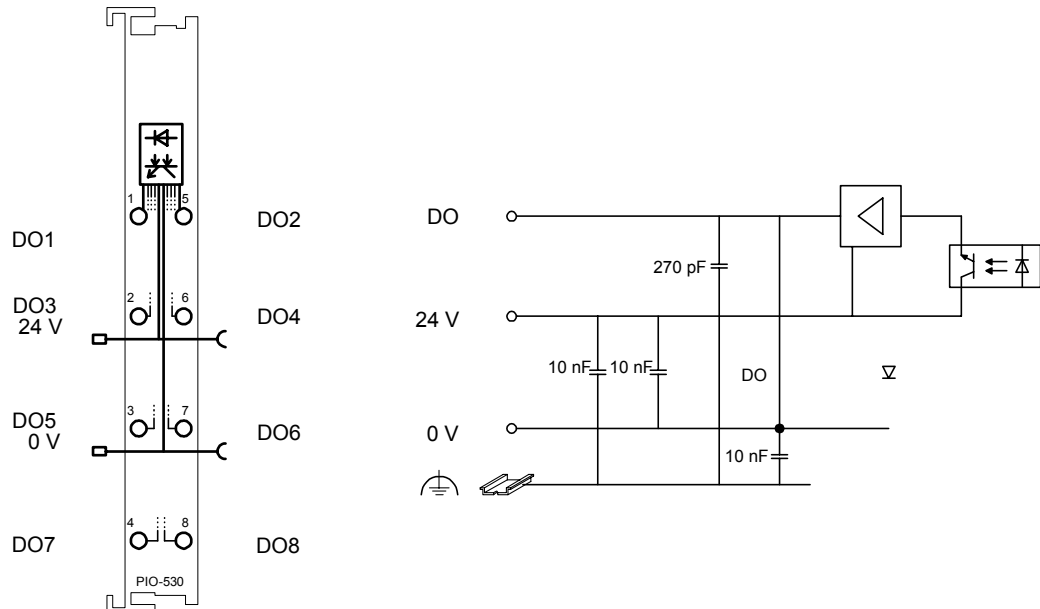 1 5
DO1 DO2
2 6
DO3 DO4
24 V
3 7
DO5 DO6
0 V
4 8
DO7 DO8
PIO-530
DO
270 pF
24 V
10 nF 10 nF
DO
0 V
10 nF